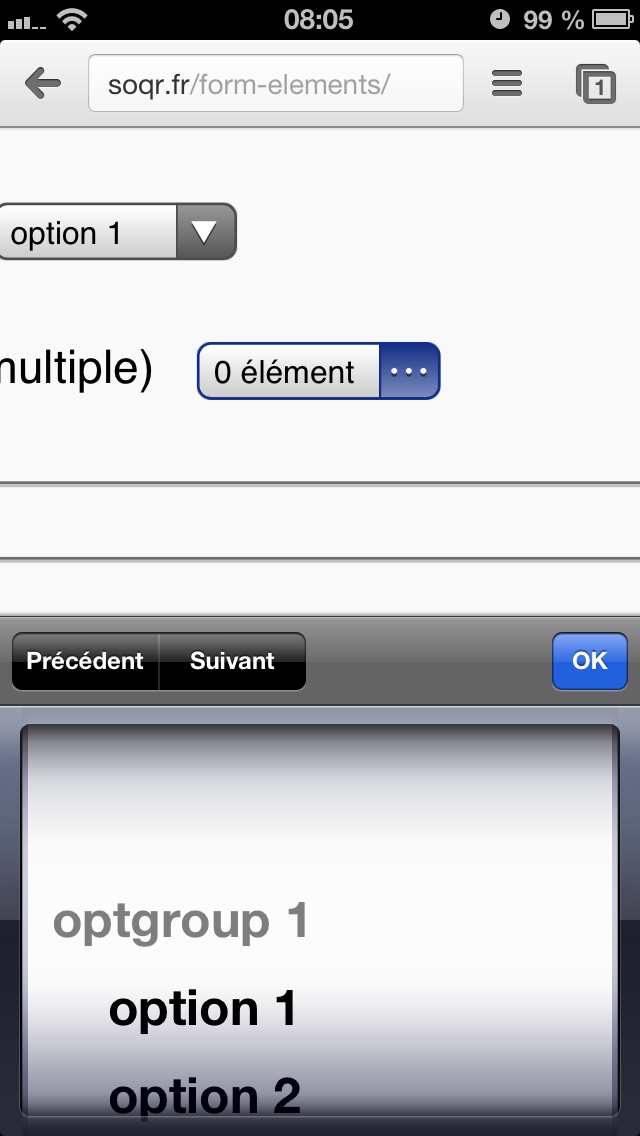 08:05 99 %
soqr.fr/form-elements/ 1
option 1
multiple) 0 élément
Précédent Suivant OK
optgroup 1
option 1
option 2